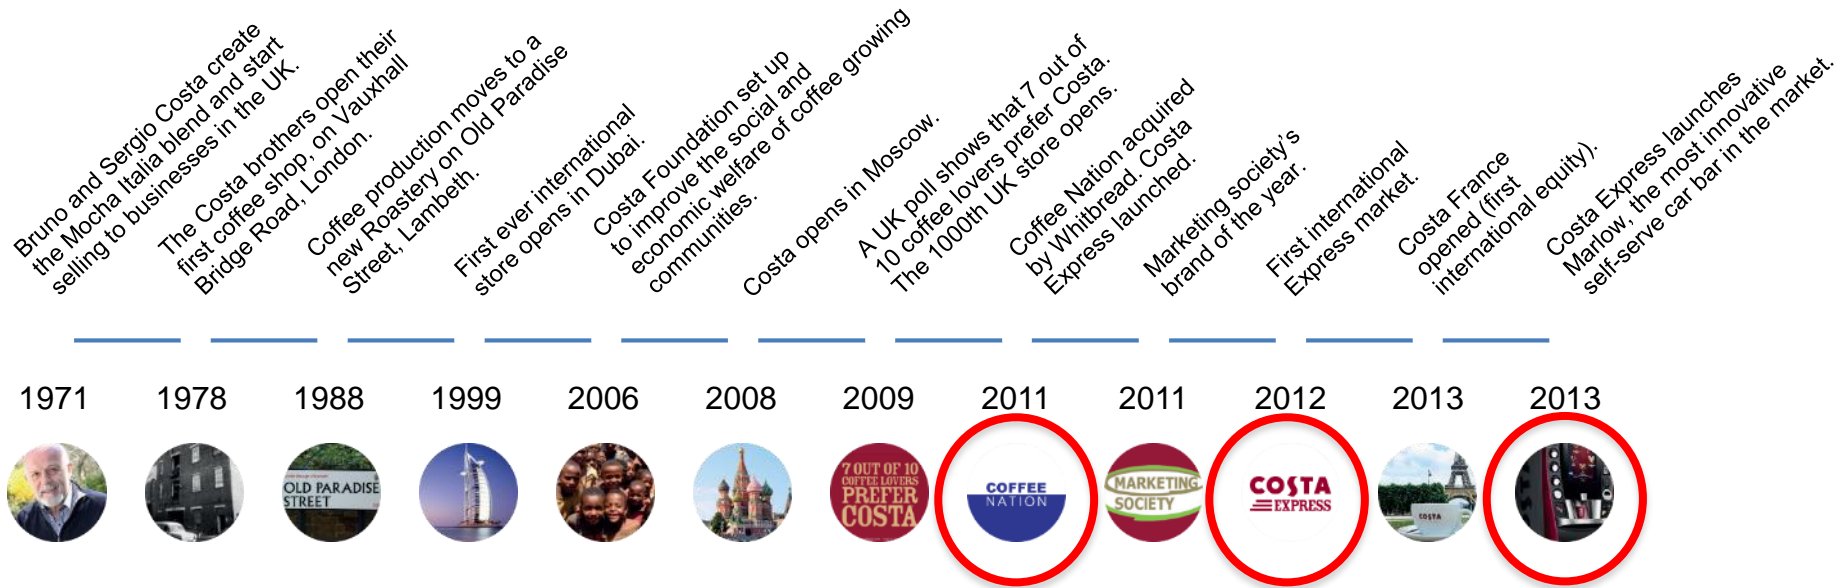 Bruno and Sergio Costa create
the Mocha Italia blend and start
selling to businesses in the UK.
The Costa brothers open their
first coffee shop, on Vauxhall
Bridge Road, London.
Coffee production moves to a
new Roastery on Old Paradise
Street, Lambeth.
First ever international
store opens in Dubai.
Costa Foundation set up
to improve the social and
economic welfare of coffee growing
communities.
Costa opens in Moscow.
A UK poll shows that 7 out of
10 coffee lovers prefer Costa.
The 1000th UK store opens.
Coffee Nation acquired
by Whitbread. Costa
Express launched.
Marketing society's
brand of the year.
First international
Express market.
Costa France
opened (first
international equity).
Costa Express launches
Marlow, the most innovative
self-serve car bar in the market.
1971
1978
1988
1999
2006
2008
2009
2011
2011
2012
2013
2013
OLD PARADISE
STREET
7 OUT OF 10
COFFEE LOVERS
PREFER
COSTA
COFFEE
NATION
MARKETING
SOCIETY
COSTA
EXPRESS
COSTA